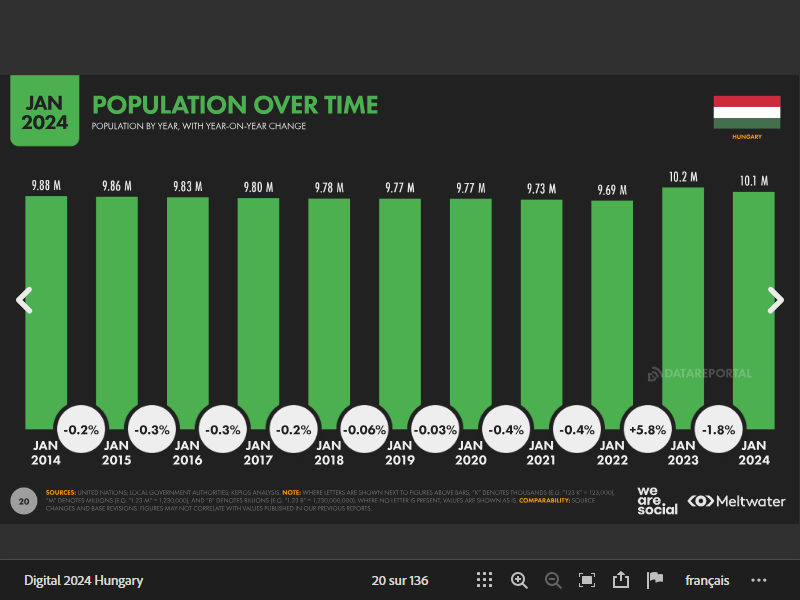 JAN
2024
POPULATION OVER TIME
POPULATION BY YEAR, WITH YEAR-ON-YEAR CHANGE
HUNGARY
9.88 M 9.86 M 9.83 M 9.80 M 9.78 M 9.77 M 9.77 M 9.73 M 9.69 M 10.2 M 10.1 M
DATAREPORTAL
-0.2% -0.3% -0.3% -0.2% -0.06% -0.03% -0.4% -0.4% +5.8% -1.8%
JAN JAN JAN JAN JAN JAN JAN JAN JAN JAN JAN
2014 2015 2016 2017 2018 2019 2020 2021 2022 2023 2024
20
SOURCES: UNITED NATIONS; LOCAL GOVERNMENT AUTHORITIES; KEPIOS ANALYSIS. NOTE: WHERE LETTERS ARE SHOWN NEXT TO FIGURES ABOVE BARS, "K" DENOTES THOUSANDS (E.G. "123 K" = 123,000),
"M" DENOTES MILLIONS (E.G. "1.23 M" = 1,230,000), AND "B" DENOTES BILLIONS (E.G. "1.23 B" = 1,230,000,000). WHERE NO LETTER IS PRESENT, VALUES ARE SHOWN AS IS. COMPARABILITY: SOURCE
CHANGES AND BASE REVISIONS. FIGURES MAY NOT CORRELATE WITH VALUES PUBLISHED IN OUR PREVIOUS REPORTS.
we
are.
social
Meltwater
Digital 2024 Hungary
20 sur 136
français